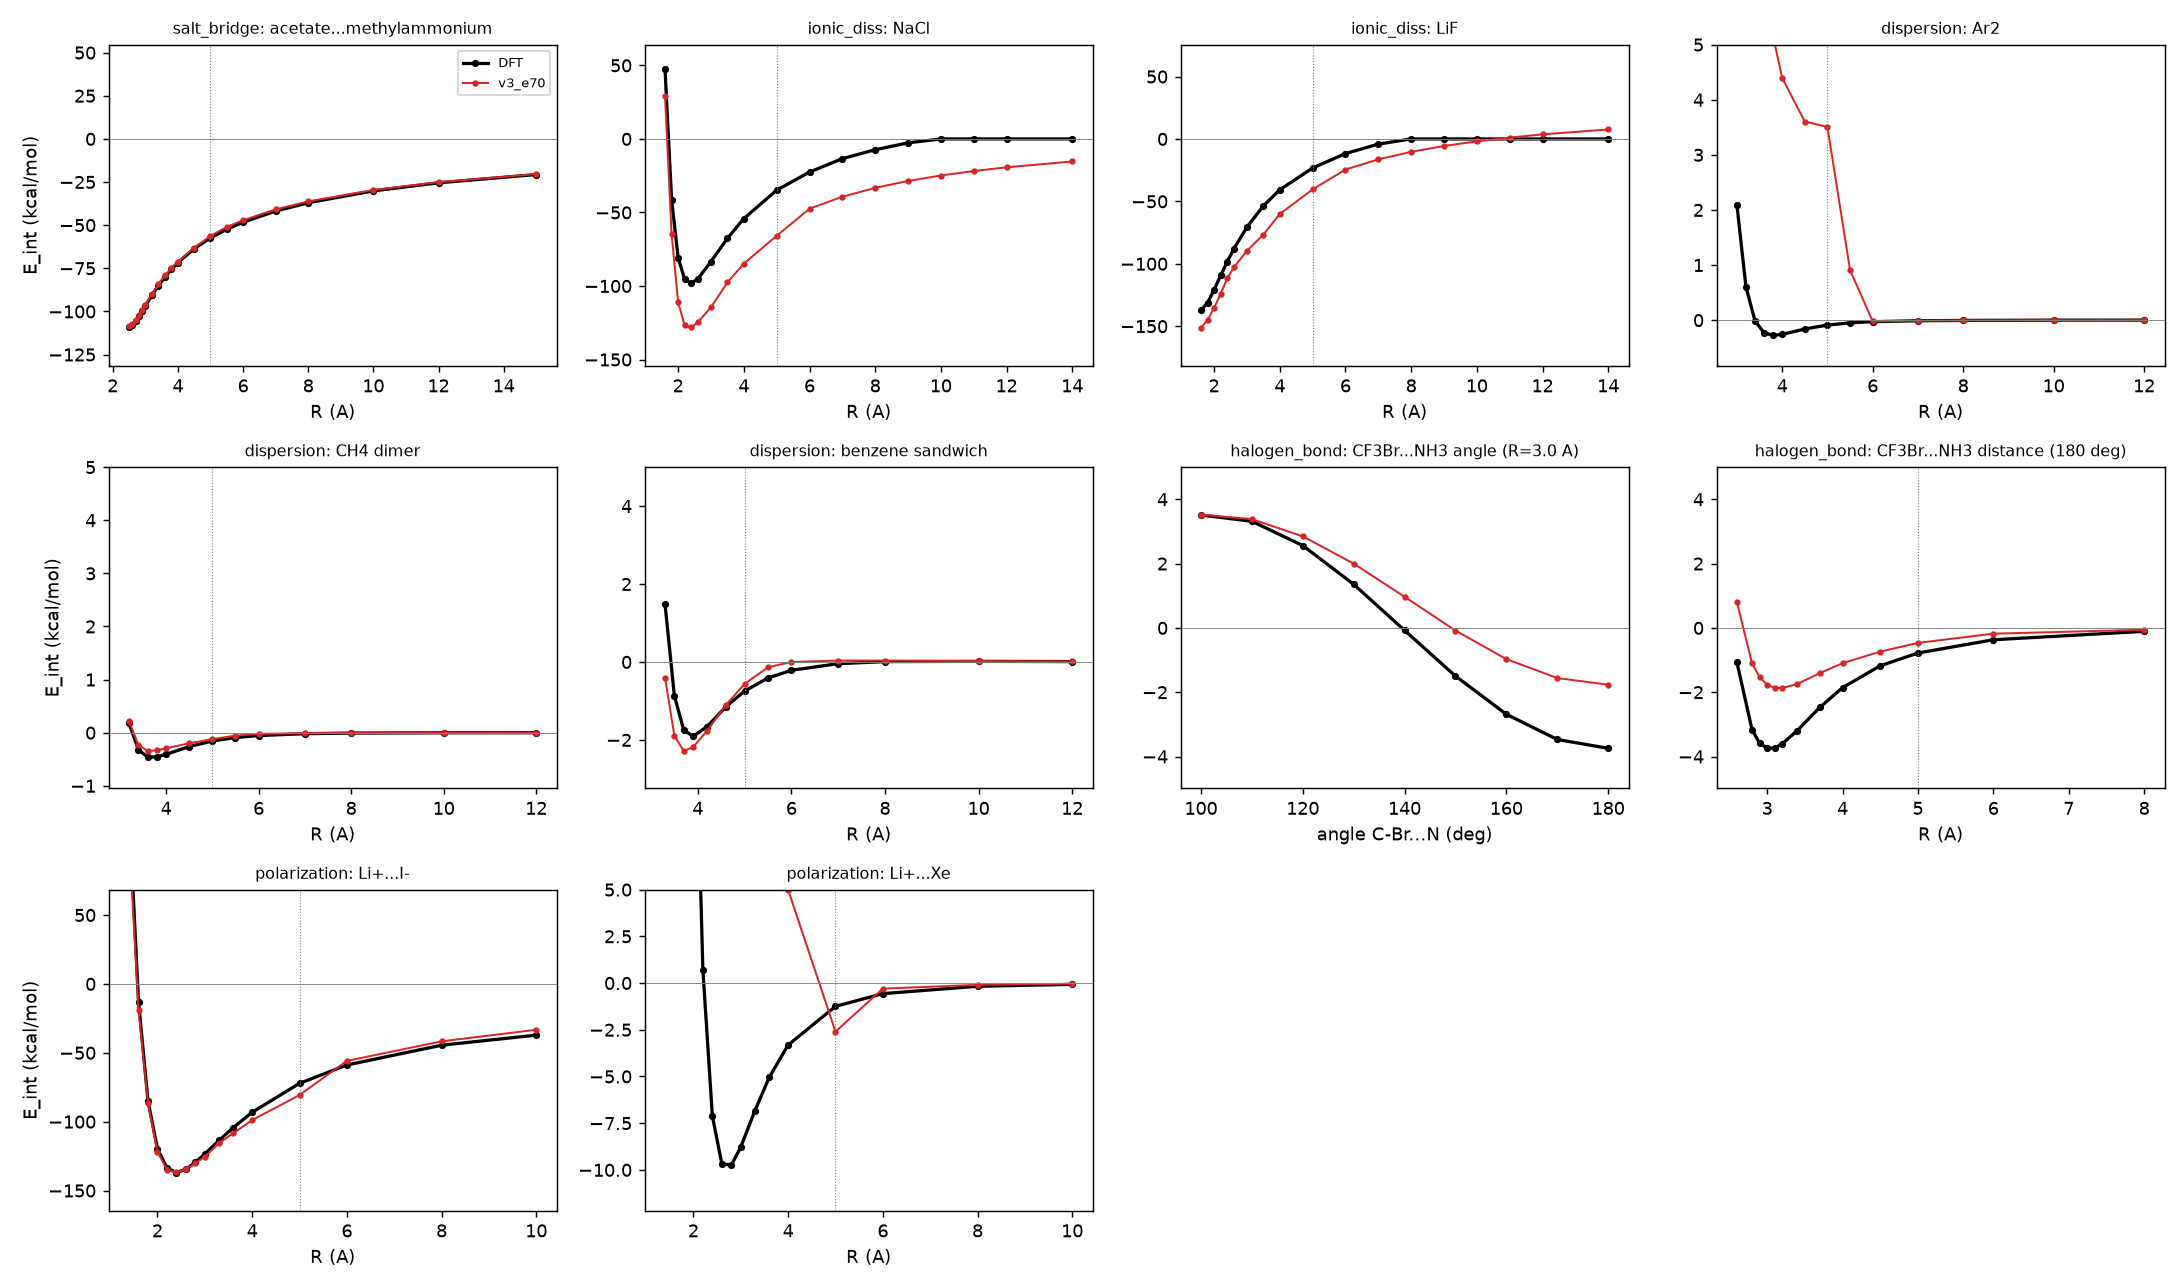 salt_bridge: acetate...methylammonium
E_int (kcal/mol)
50
25
0
−25
−50
−75
−100
−125
DFT
v3_e70
2 4 6 8 10 12 14
R (A)
ionic_diss: NaCl
50
0
−50
−100
−150
2 4 6 8 10 12 14
R (A)
ionic_diss: LiF
50
0
−50
−100
−150
2 4 6 8 10 12 14
R (A)
dispersion: Ar2
5
4
3
2
1
0
4 6 8 10 12
R (A)
dispersion: CH4 dimer
E_int (kcal/mol)
5
4
3
2
1
0
−1
4 6 8 10 12
R (A)
dispersion: benzene sandwich
4
2
0
−2
4 6 8 10 12
R (A)
halogen_bond: CF3Br...NH3 angle (R=3.0 A)
4
2
0
−2
−4
100 120 140 160 180
angle C-Br...N (deg)
halogen_bond: CF3Br...NH3 distance (180 deg)
4
2
0
−2
−4
3 4 5 6 7 8
R (A)
polarization: Li+...I-
E_int (kcal/mol)
50
0
−50
−100
−150
2 4 6 8 10
R (A)
polarization: Li+...Xe
5.0
2.5
0.0
−2.5
−5.0
−7.5
−10.0
2 4 6 8 10
R (A)